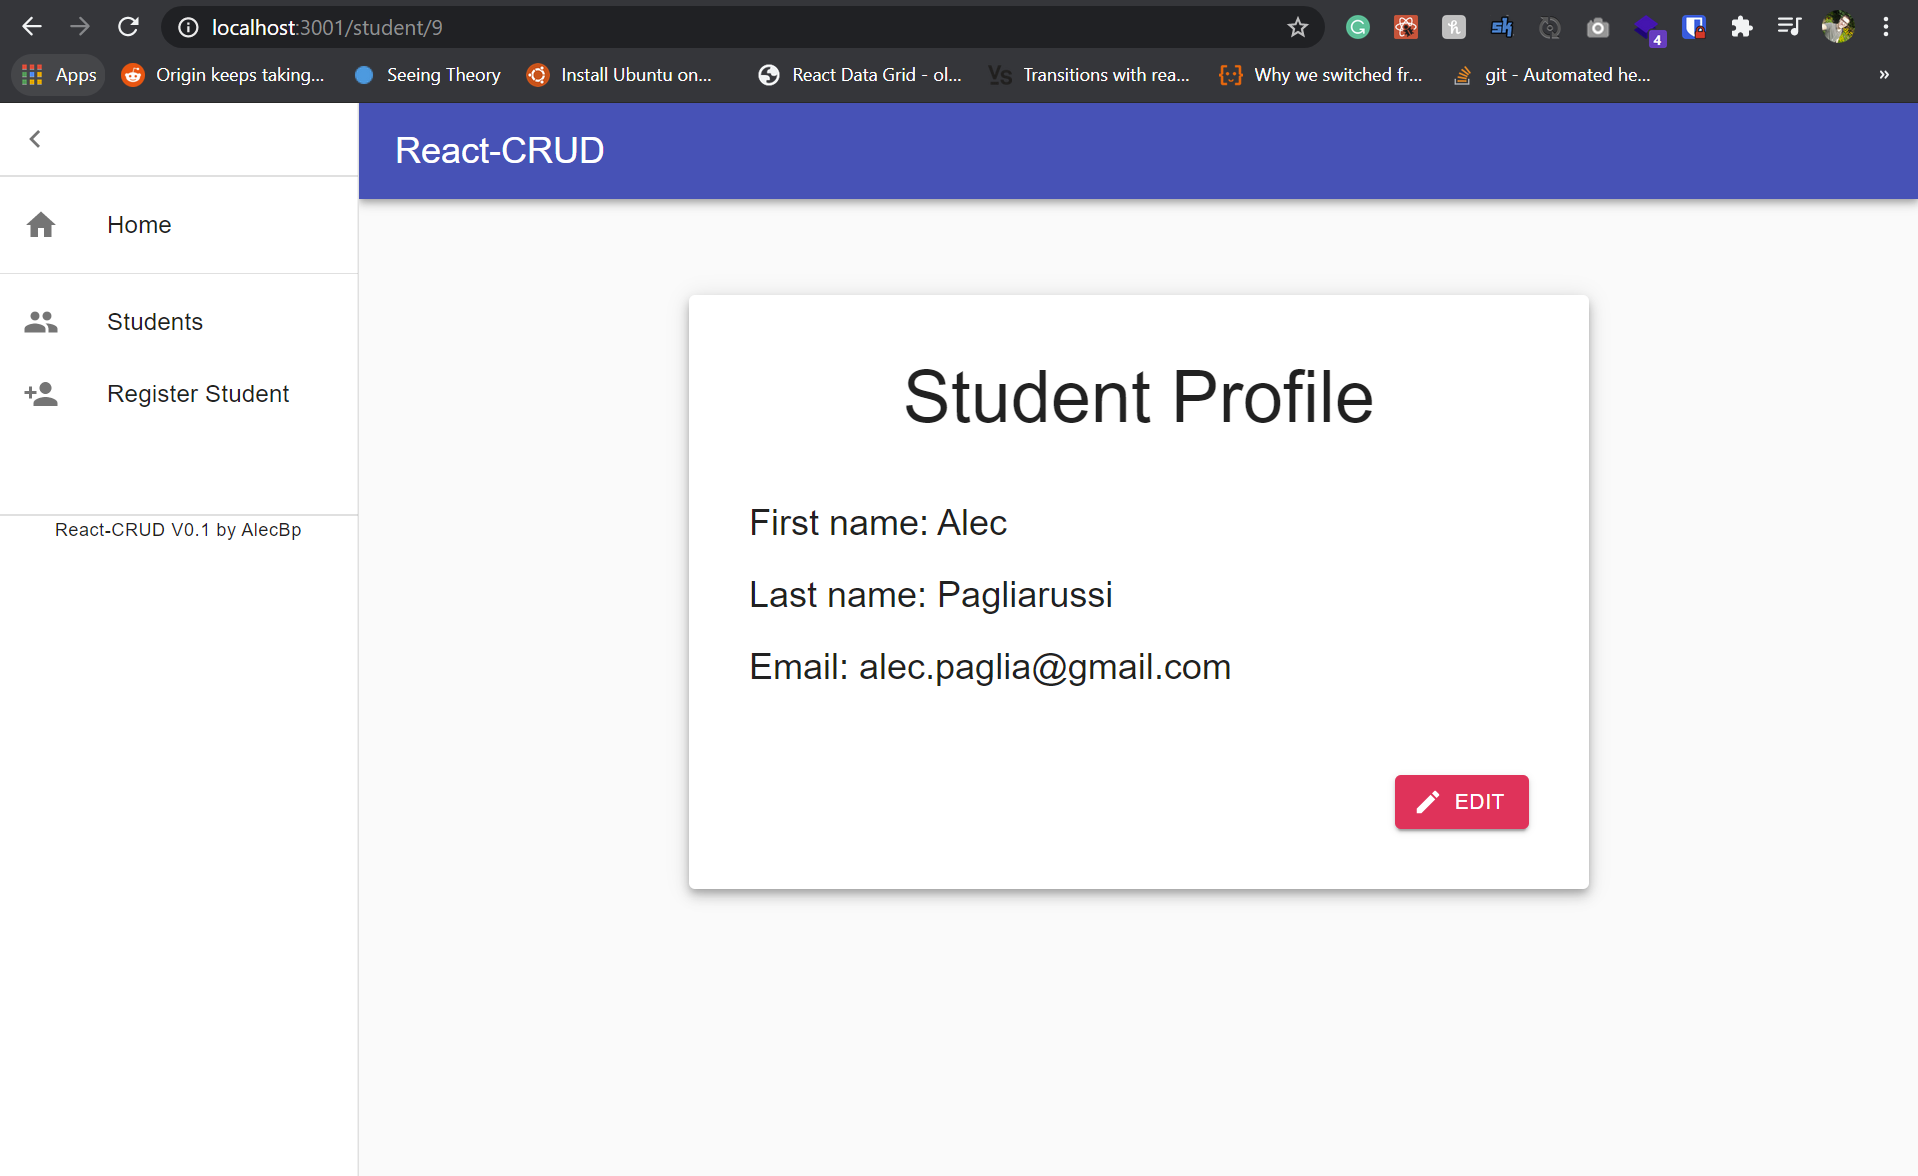 localhost:3001/student/9
4
Apps
Origin keeps taking...
Seeing Theory
Install Ubuntu on...
React Data Grid - ol...
VS Transitions with rea...
Why we switched fr...
git - Automated he...
»
React-CRUD
Home
Students
Register Student
React-CRUD V0.1 by AlecBp
Student Profile
First name: Alec
Last name: Pagliarussi
Email: alec.paglia@gmail.com
EDIT